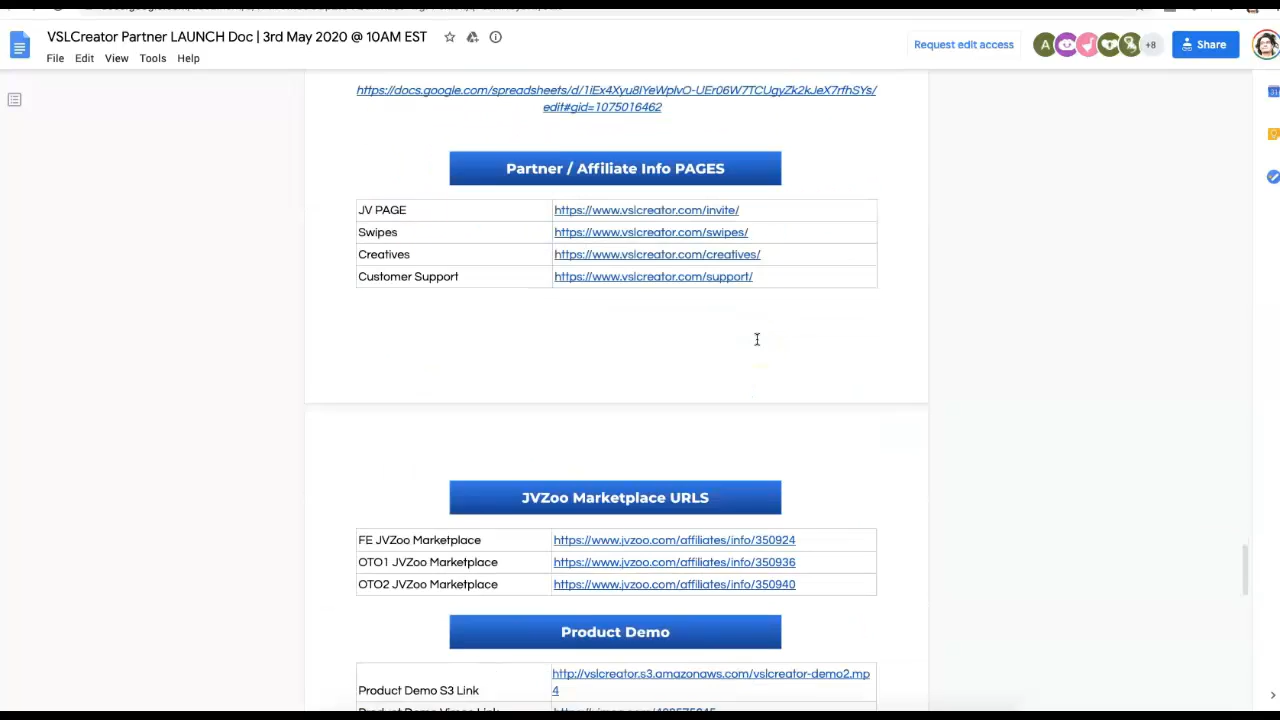 VSLCreator Partner LAUNCH Doc | 3rd May 2020 @ 10AM EST
Request edit access
A
+8
Share
File Edit View Tools Help
https://docs.google.com/spreadsheets/d/1iEx4Xyu8IYeWplvO-UEr06W7TCUgyZk2kJeX7rfhSYs/
edit#gid=1075016462
Partner / Affiliate Info PAGES
JV PAGE https://www.vslcreator.com/invite/
Swipes https://www.vslcreator.com/swipes/
Creatives https://www.vslcreator.com/creatives/
Customer Support https://www.vslcreator.com/support/
JVZoo Marketplace URLS
FE JVZoo Marketplace https://www.jvzoo.com/affiliates/info/350924
OTO1 JVZoo Marketplace https://www.jvzoo.com/affiliates/info/350936
OTO2 JVZoo Marketplace https://www.jvzoo.com/affiliates/info/350940
Product Demo
http://vslcreator.s3.amazonaws.com/vslcreator-demo2.mp
4
Product Demo S3 Link